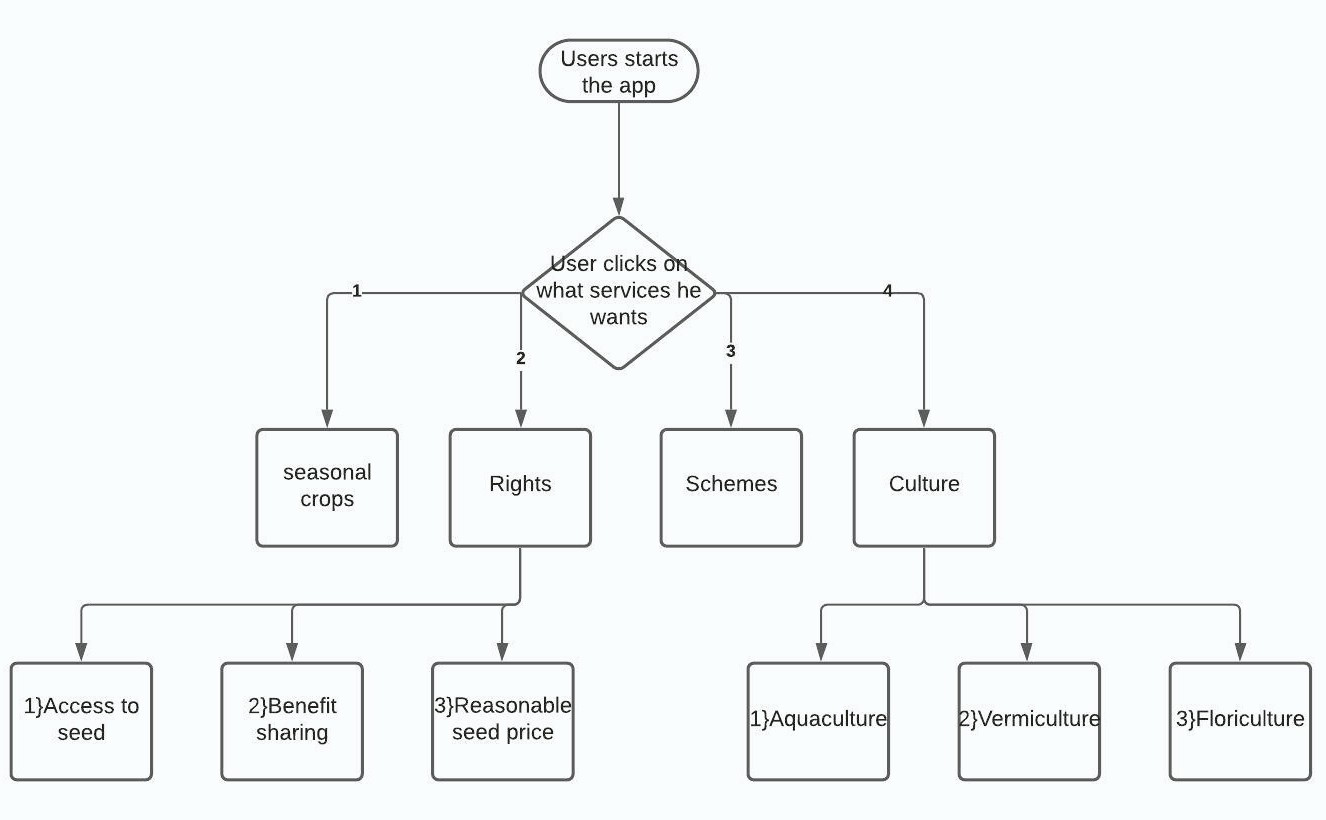 Users starts
the app
User clicks on
what services he
wants
1
2
3
4
seasonal
crops
Rights
Schemes
Culture
1}Access to
seed
2}Benefit
sharing
3}Reasonable
seed price
1}Aquaculture
2}Vermiculture
3}Floriculture